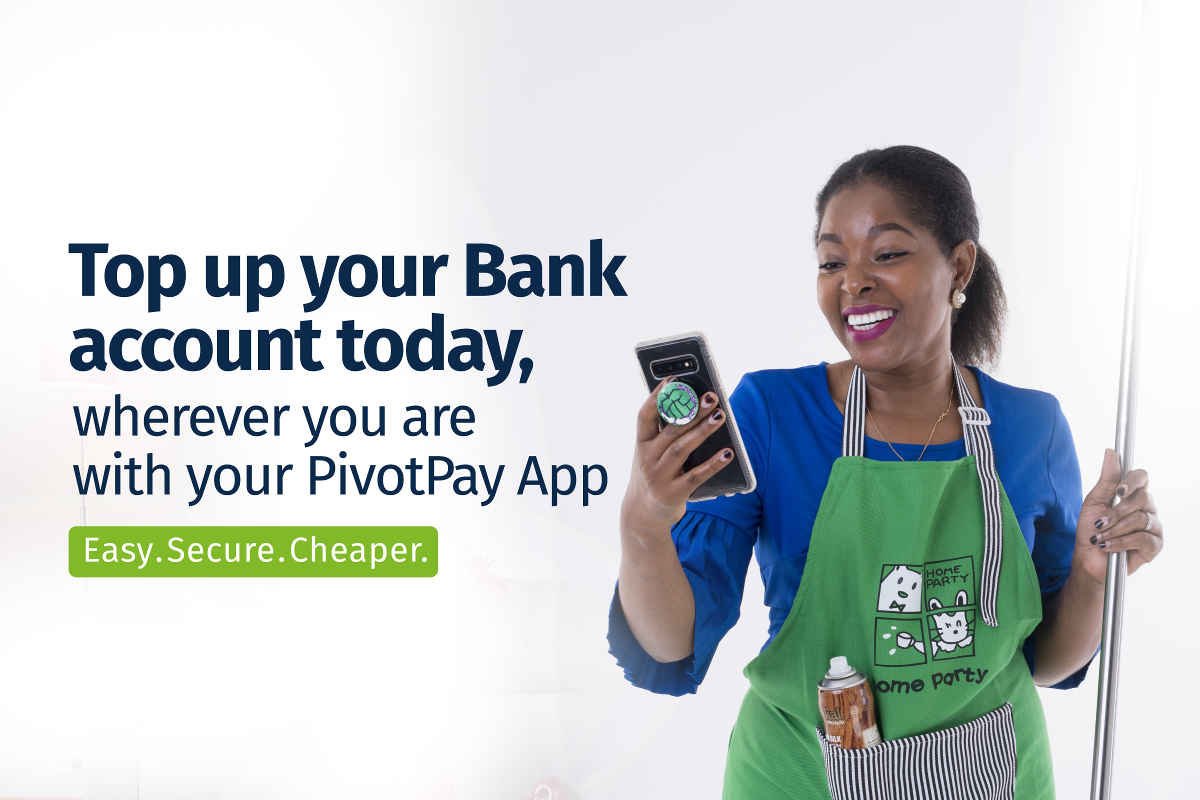 Top up your Bank
account today,
wherever you are
with your PivotPay App
Easy.Secure.Cheaper.
HOME
PARTY
ome party